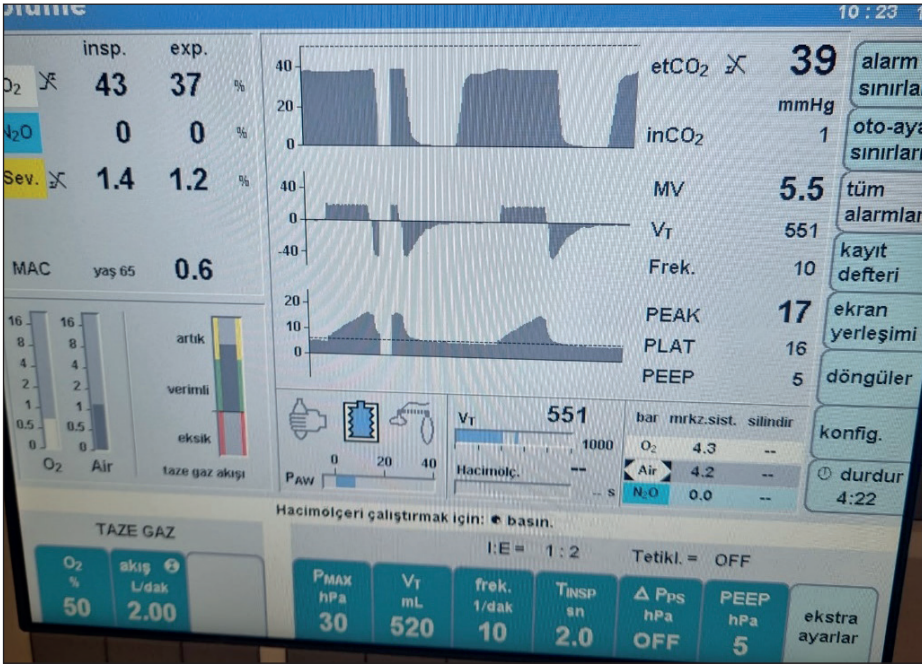 10:23
insp. exp.
O₂ 43 37 %
N₂O 0 0 %
Sev. 1.4 1.2 %
MAC yaş 65 0.6
40
20
0
40
0
-40
20
10
0
etCO₂ 39
mmHg
inCO₂ 1
MV 5.5
VT 551
Frek. 10
PEAK 17
PLAT 16
PEEP 5
alarm
oto-aya
tüm
alarmlar
kayıt
defteri
ekran
yerleşimi
döngüler
konfig.
durdur
4:22
16 16
8 8
4 4
2 2
1 1
0.5 0.5
0 0
O₂ Air
artık
verimli
eksik
taze gaz akışı
PAW 0 20 40
VT 551
1000
Hacimölç. --
-- s
bar mrkz.sist. silindir
O₂ 4.3 --
Air 4.2 --
N₂O 0.0 --
Hacimölçeri çalıştırmak için: basın.
TAZE GAZ
I:E = 1:2 Tetikl. = OFF
O₂
%
50
akış
L/dak
2.00
PMAX
hPa
30
VT
mL
520
frek.
1/dak
10
TINSP
sn
2.0
Δ PPS
hPa
OFF
PEEP
hPa
5
ekstra
ayarlar